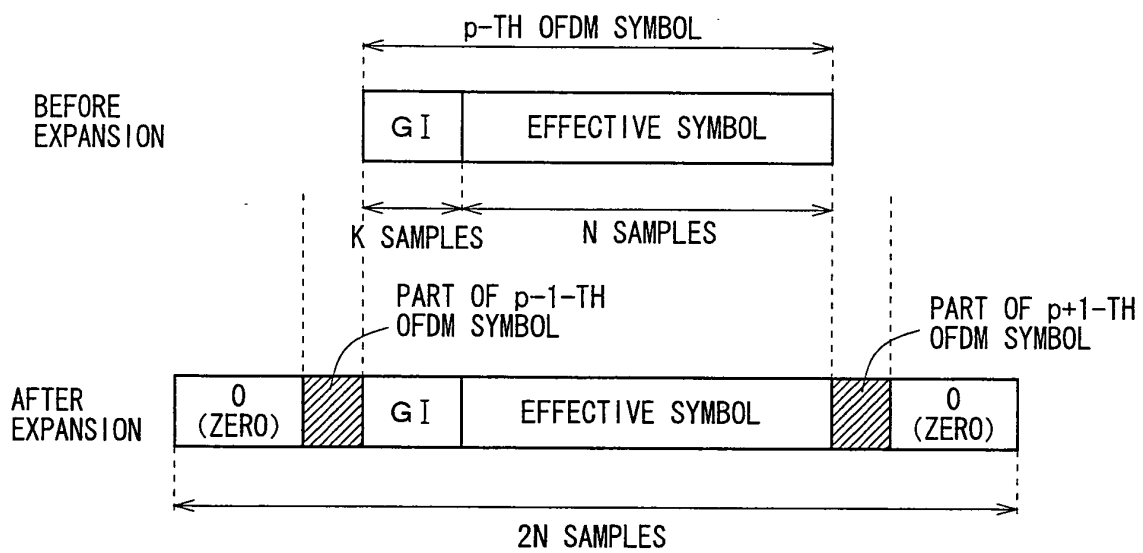 p-TH OFDM SYMBOL
BEFORE
EXPANSION
GI
EFFECTIVE SYMBOL
K SAMPLES
N SAMPLES
PART OF p-1-TH
OFDM SYMBOL
PART OF p+1-TH
OFDM SYMBOL
AFTER
EXPANSION
0
(ZERO)
GI
EFFECTIVE SYMBOL
0
(ZERO)
2N SAMPLES